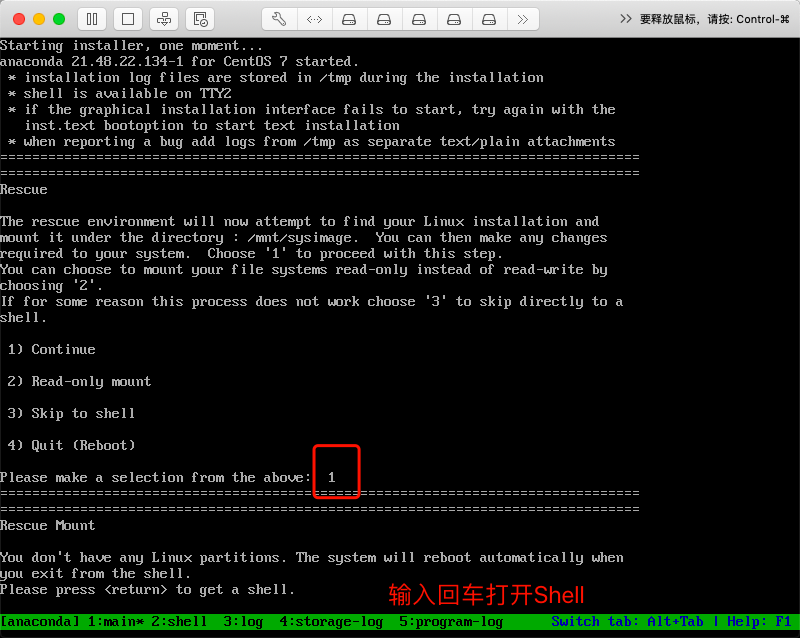 要释放鼠标，请按: Control-⌘
Starting installer, one moment...
anaconda 21.48.22.134-1 for CentOS 7 started.
* installation log files are stored in /tmp during the installation
* shell is available on TTY2
* if the graphical installation interface fails to start, try again with the
inst.text bootoption to start text installation
* when reporting a bug add logs from /tmp as separate text/plain attachments
================================================================================
================================================================================
Rescue
The rescue environment will now attempt to find your Linux installation and
mount it under the directory : /mnt/sysimage.  You can then make any changes
required to your system.  Choose '1' to proceed with this step.
You can choose to mount your file systems read-only instead of read-write by
choosing '2'.
If for some reason this process does not work choose '3' to skip directly to a
shell.
1) Continue
2) Read-only mount
3) Skip to shell
4) Quit (Reboot)
Please make a selection from the above:  1
================================================================================
================================================================================
Rescue Mount
You don't have any Linux partitions. The system will reboot automatically when
you exit from the shell.
Please press <return> to get a shell.
输入回车打开Shell
[anaconda] 1:main* 2:shell  3:log  4:storage-log  5:program-log      Switch tab: Alt+Tab | Help: F1